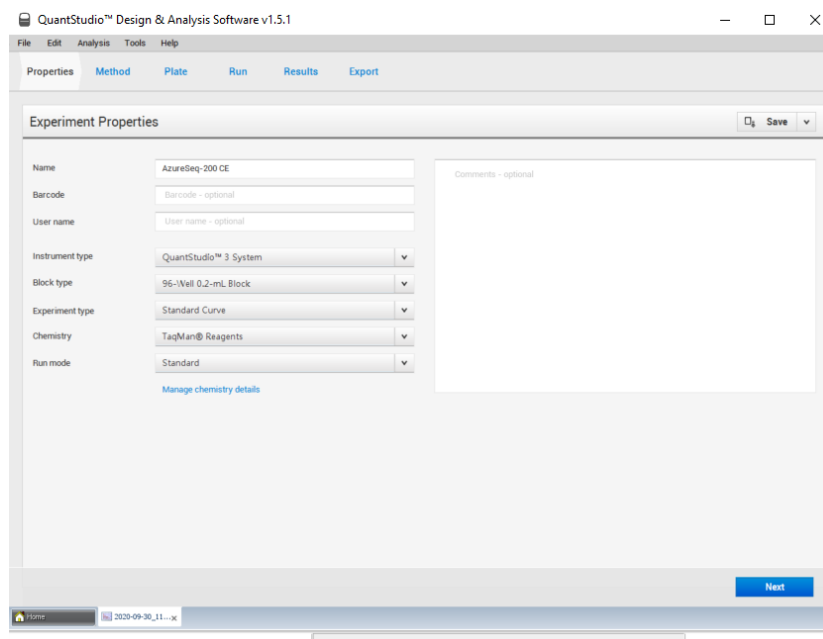 QuantStudio™ Design & Analysis Software v1.5.1
File Edit Analysis Tools Help
Properties Method Plate Run Results Export
Experiment Properties
Save
Name AzureSeq-200 CE
Comments - optional
Barcode Barcode - optional
User name User name - optional
Instrument type QuantStudio™ 3 System
Block type 96-Well 0.2-mL Block
Experiment type Standard Curve
Chemistry TaqMan® Reagents
Run mode Standard
Manage chemistry details
Next
Home 2020-09-30_11...